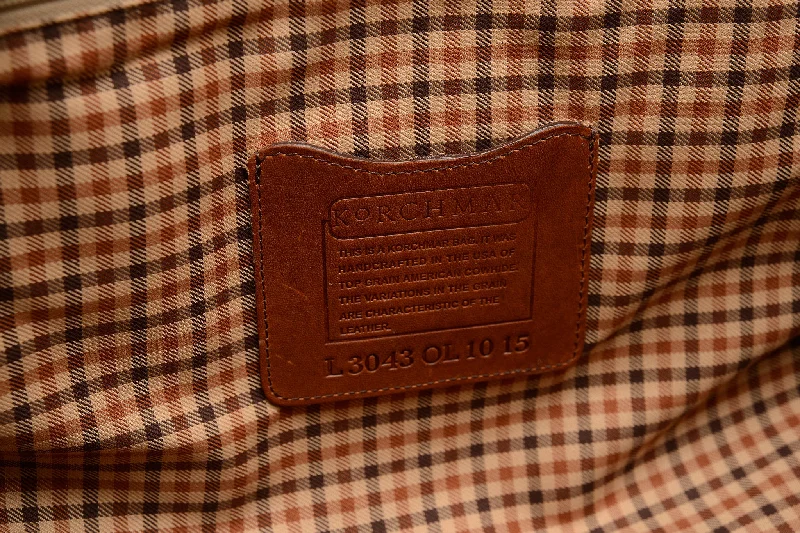 KORCHMAR
THIS IS A KORCHMAR BAG. IT WAS
HANDCRAFTED IN THE USA OF
TOP GRAIN AMERICAN COWHIDE.
THE VARIATIONS IN THE GRAIN
ARE CHARACTERISTIC OF THE
LEATHER.
L 3043 OL 10 15